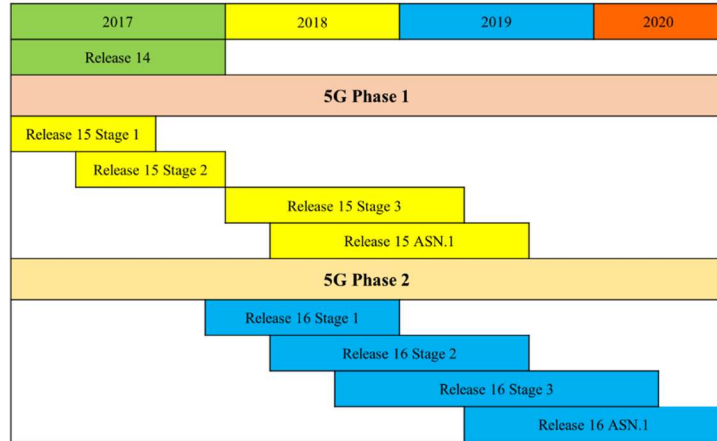 2017 2018 2019 2020
Release 14
5G Phase 1
Release 15 Stage 1
Release 15 Stage 2
Release 15 Stage 3
Release 15 ASN.1
5G Phase 2
Release 16 Stage 1
Release 16 Stage 2
Release 16 Stage 3
Release 16 ASN.1